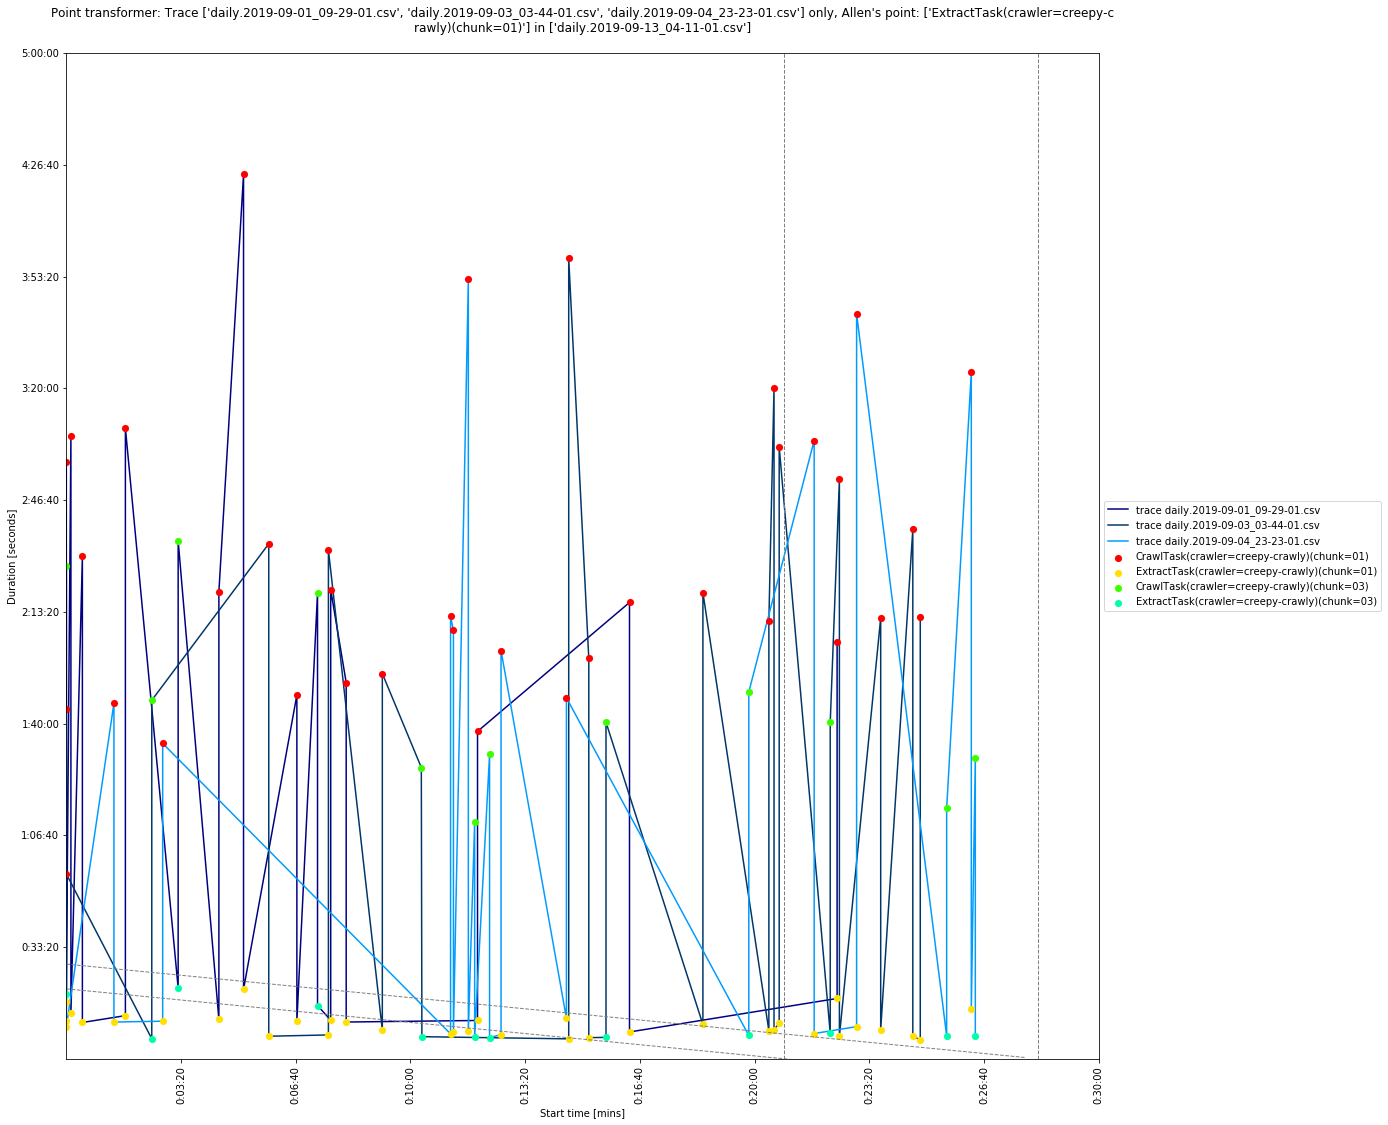 Point transformer: Trace ['daily.2019-09-01_09-29-01.csv', 'daily.2019-09-03_03-44-01.csv', 'daily.2019-09-04_23-23-01.csv'] only, Allen's point: ['ExtractTask(crawler=creepy-c
rawly)(chunk=01)'] in ['daily.2019-09-13_04-11-01.csv']
5:00:00
4:26:40
3:53:20
3:20:00
2:46:40
2:13:20
1:40:00
1:06:40
0:33:20
Duration [seconds]
0:03:20
0:06:40
0:10:00
0:13:20
0:16:40
0:20:00
0:23:20
0:26:40
0:30:00
Start time [mins]
trace daily.2019-09-01_09-29-01.csv
trace daily.2019-09-03_03-44-01.csv
trace daily.2019-09-04_23-23-01.csv
CrawlTask(crawler=creepy-crawly)(chunk=01)
ExtractTask(crawler=creepy-crawly)(chunk=01)
CrawlTask(crawler=creepy-crawly)(chunk=03)
ExtractTask(crawler=creepy-crawly)(chunk=03)